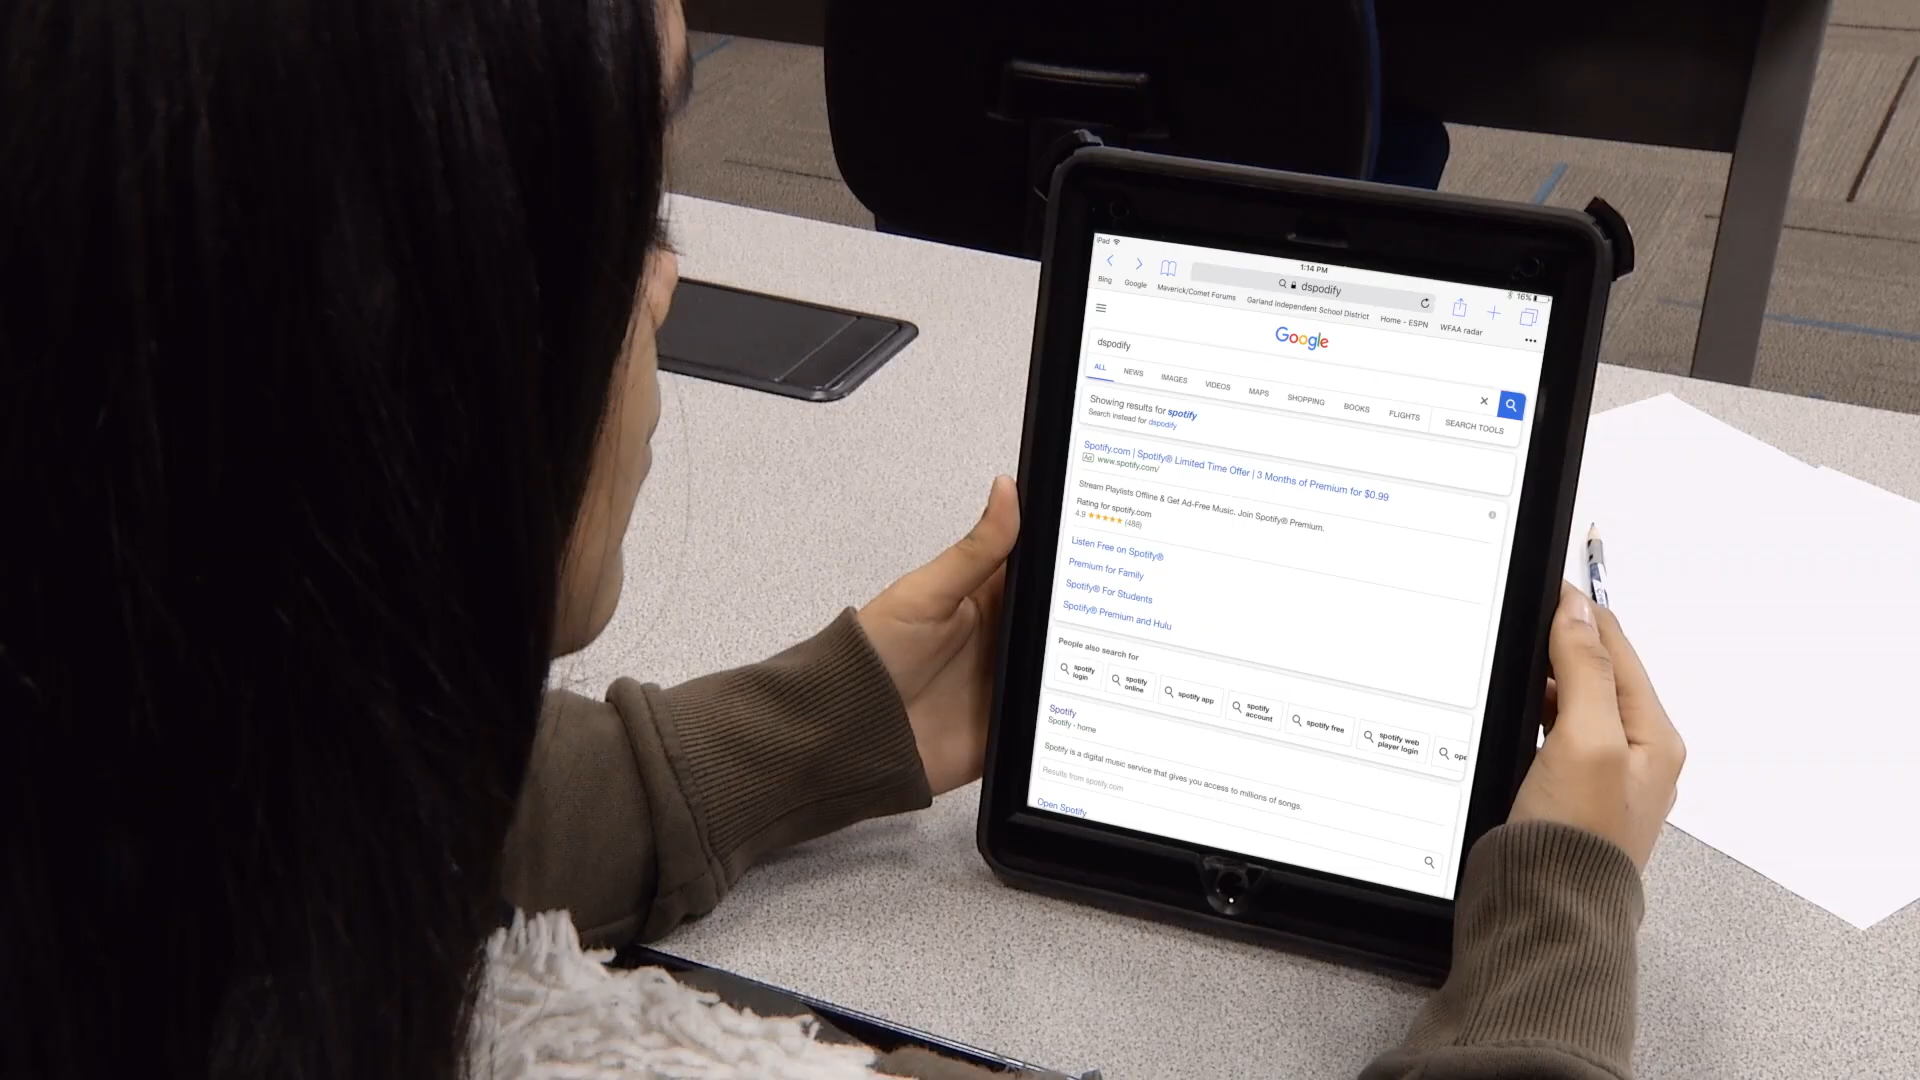 iPad
1:14 PM
16%
dspodify
Bing
Google
Maverick/Comet Forums
Garland Independent School District
Home - ESPN
WFAA radar
Google
dspodify
ALL
NEWS
IMAGES
VIDEOS
MAPS
SHOPPING
BOOKS
FLIGHTS
SEARCH TOOLS
Showing results for spotify
Search instead for dspodify
Spotify.com | Spotify® Limited Time Offer | 3 Months of Premium for $0.99
Ad www.spotify.com/
Stream Playlists Offline & Get Ad-Free Music. Join Spotify® Premium.
Rating for spotify.com
4.9 ★★★★★ (488)
Listen Free on Spotify®
Premium for Family
Spotify® For Students
Spotify® Premium and Hulu
People also search for
spotify login
spotify online
spotify app
spotify account
spotify free
spotify web player login
ope
Spotify
Spotify - home
Spotify is a digital music service that gives you access to millions of songs.
Results from spotify.com
Open Spotify